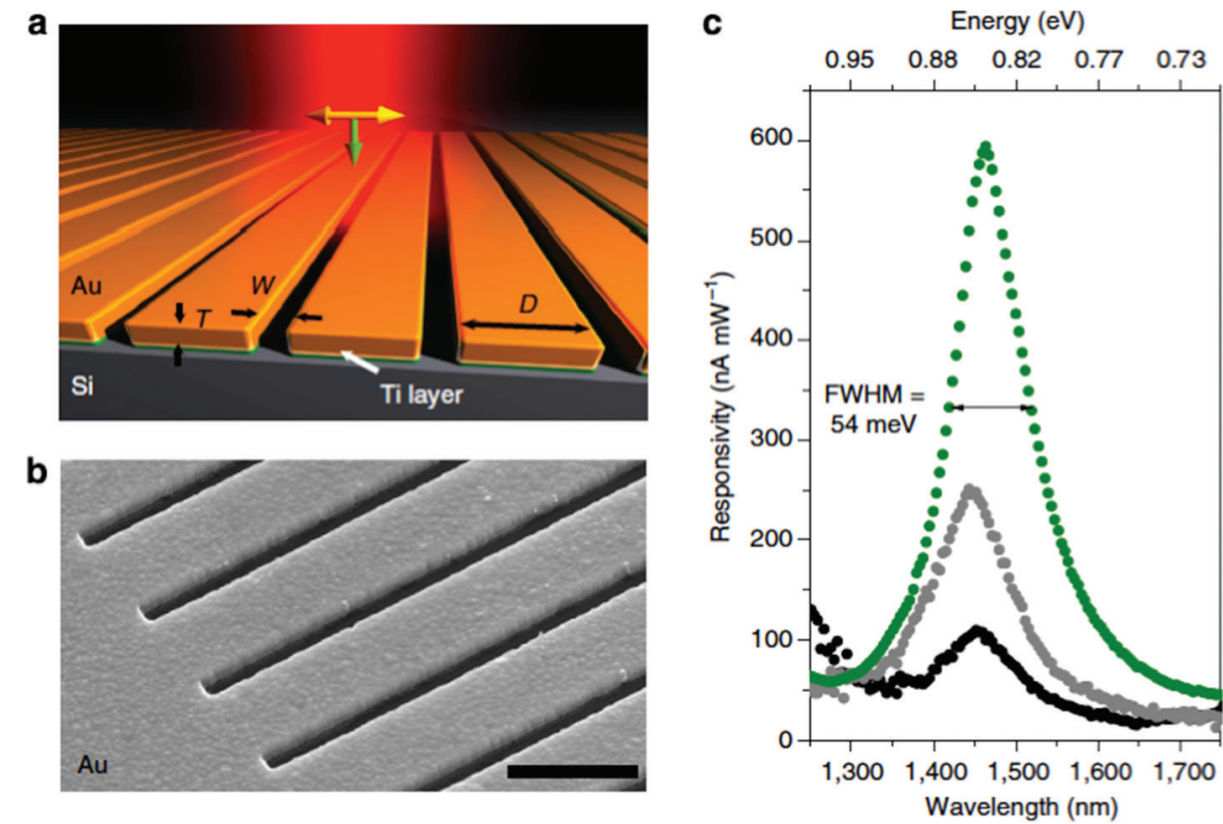 a
Au
W
T
D
Si
Ti layer
b
Au
c
Energy (eV)
0.95 0.88 0.82 0.77 0.73
600
500
400
300
200
100
0
Responsivity (nA mW⁻¹)
FWHM =
54 meV
1,300 1,400 1,500 1,600 1,700
Wavelength (nm)